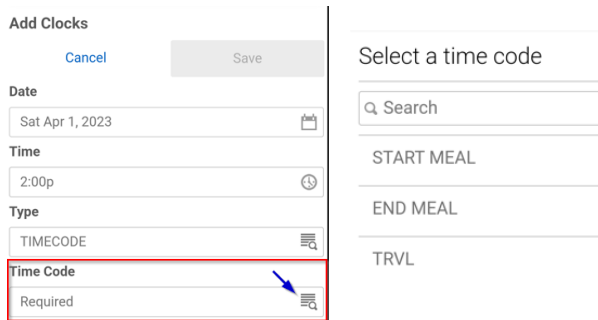 Add Clocks
Cancel
Save
Date
Sat Apr 1, 2023
Time
2:00p
Type
TIMECODE
Time Code
Required
Select a time code
Search
START MEAL
END MEAL
TRVL